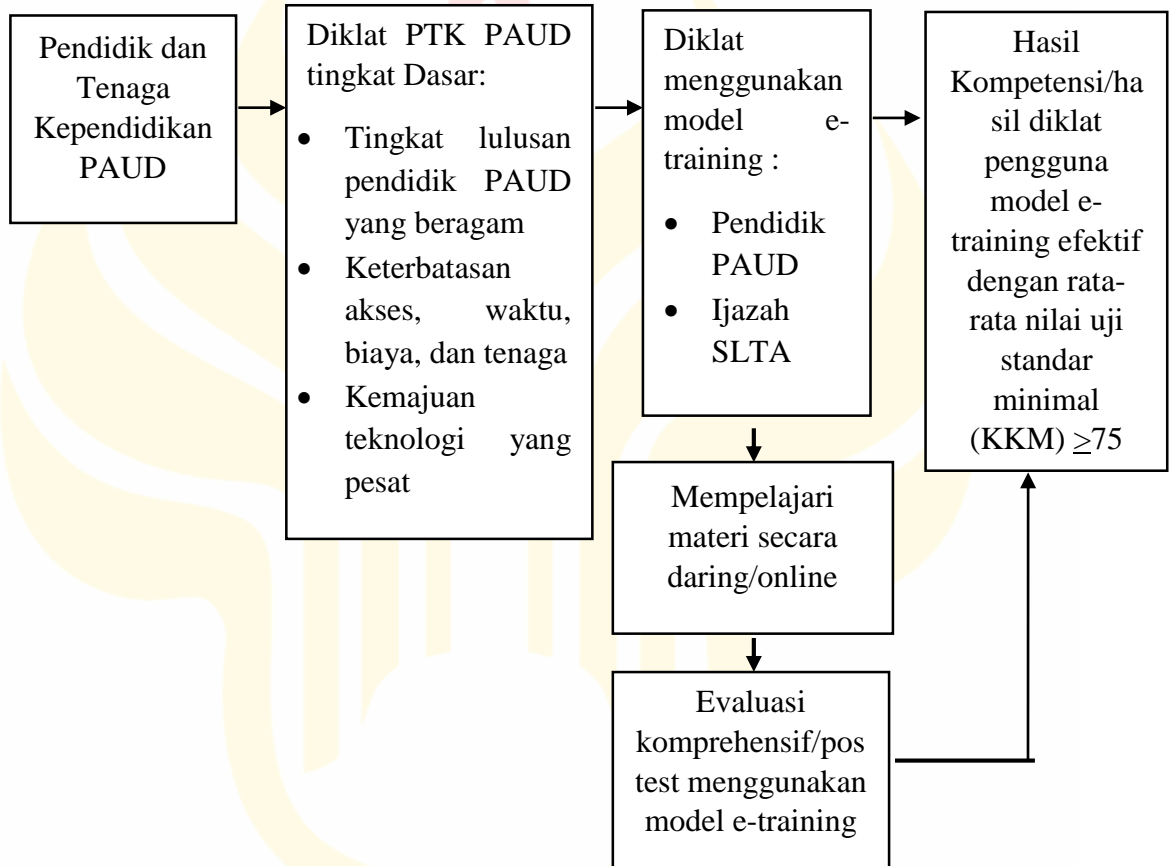 Pendidik dan
Tenaga
Kependidikan
PAUD
Diklat PTK PAUD
tingkat Dasar:
• Tingkat lulusan
pendidik PAUD
yang beragam
• Keterbatasan
akses, waktu,
biaya, dan tenaga
• Kemajuan
teknologi yang
pesat
Diklat
menggunakan
model e-
training :
• Pendidik
PAUD
• Ijazah
SLTA
Mempelajari
materi secara
daring/online
Evaluasi
komprehensif/pos
test menggunakan
model e-training
Hasil
Kompetensi/ha
sil diklat
pengguna
model e-
training efektif
dengan rata-
rata nilai uji
standar
minimal
(KKM) ≥75